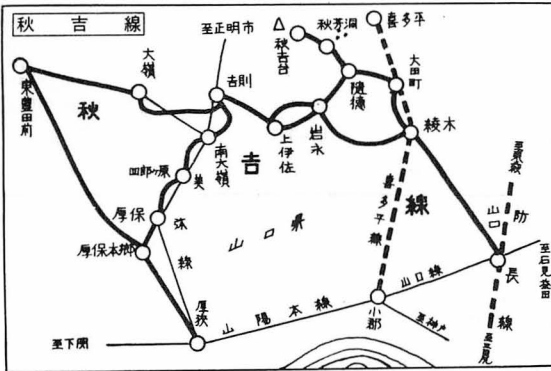 秋吉線
至正明市
秋芳洞
喜多平
秋吉台
大嶺
吉則
大田町
隨徳
東豊田前
秋
岩永
綾木
上伊佐
南大嶺
吉
四郎ヶ原
美
喜多平線
線
至東萩
厚保
祢
山口県
山口
防
厚保本郷
線
山口線
長
至石見益田
厚狭
山陽本線
小郡
至下関
至神戸
線